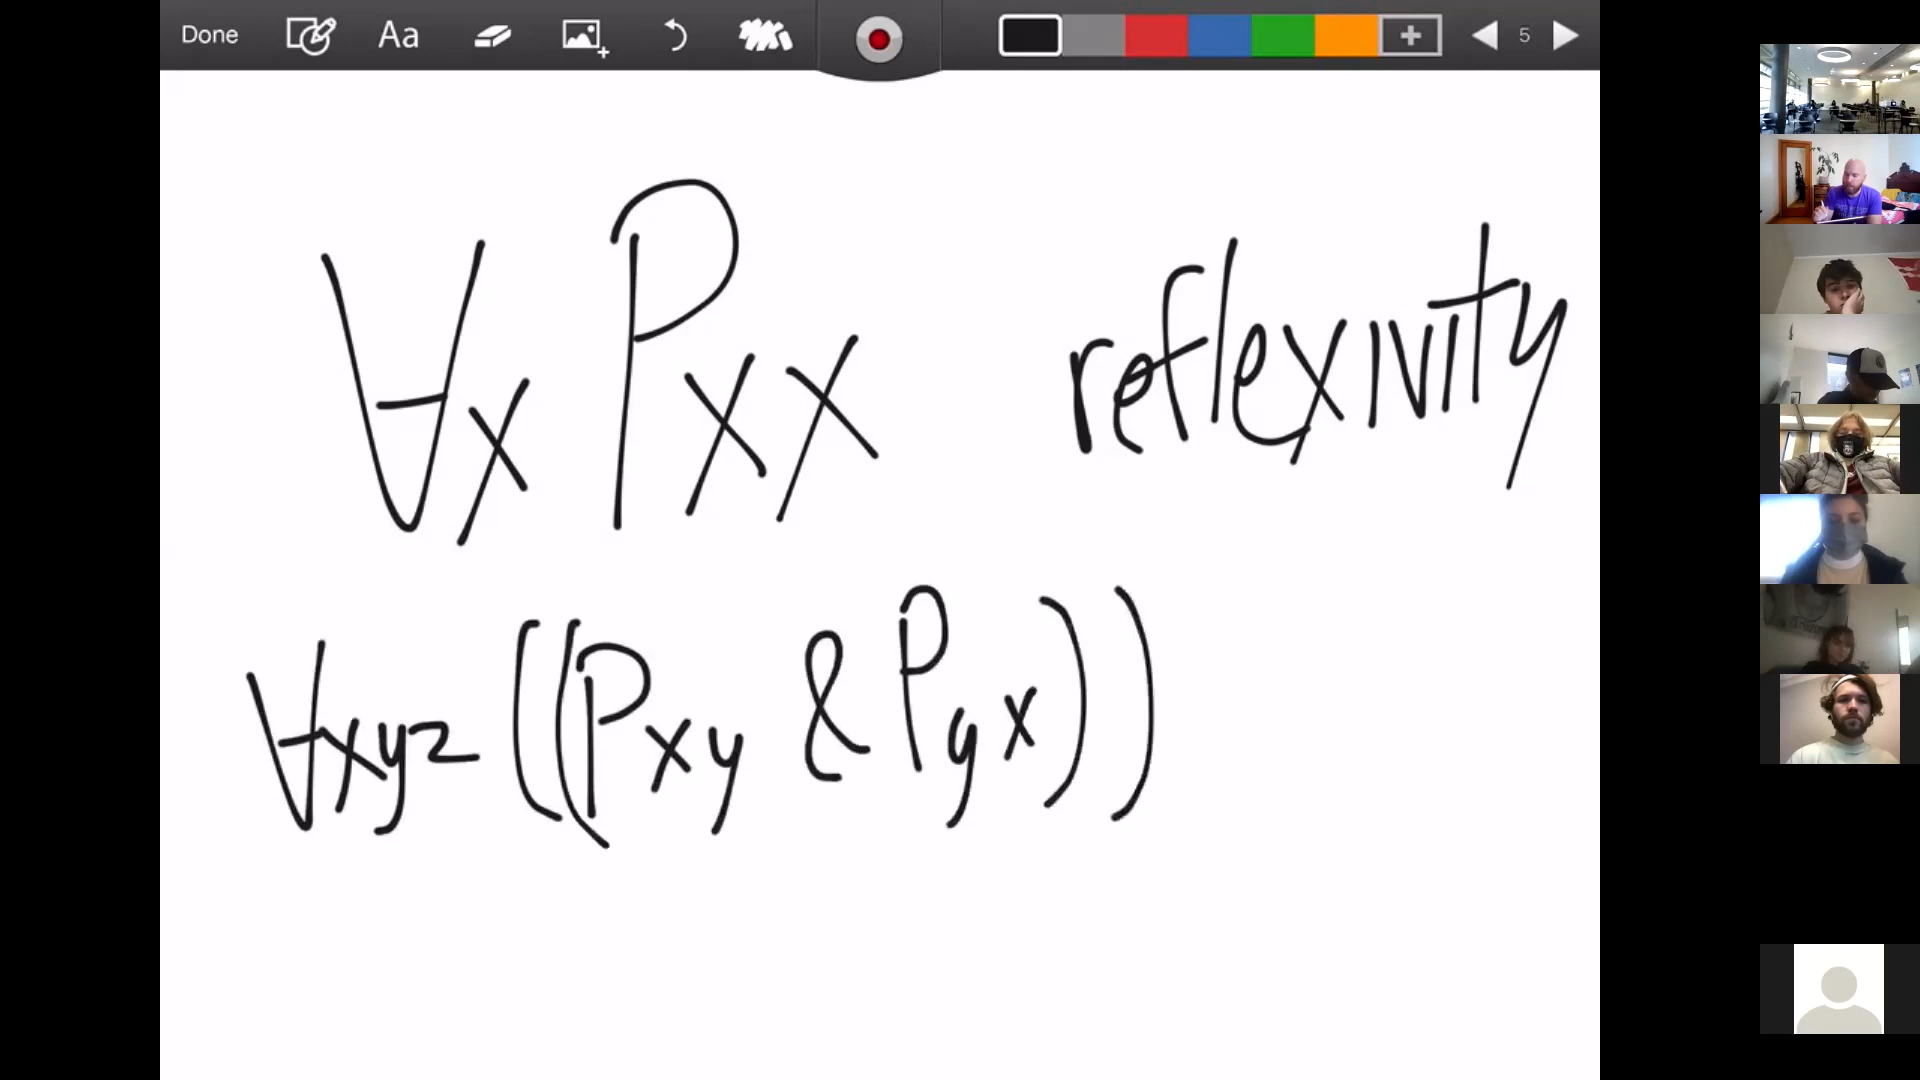 Done Aa 5
∀x Pxx reflexivity
∀xyz ((Pxy & Pyx))